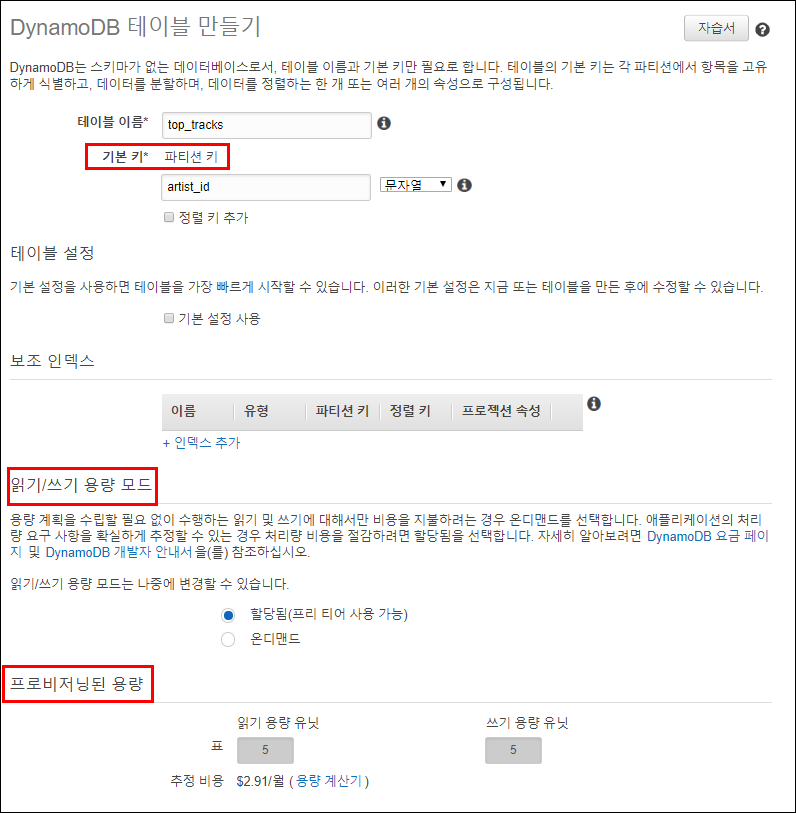 DynamoDB 테이블 만들기
자습서
DynamoDB는 스키마가 없는 데이터베이스로서, 테이블 이름과 기본 키만 필요로 합니다. 테이블의 기본 키는 각 파티션에서 항목을 고유
하게 식별하고, 데이터를 분할하며, 데이터를 정렬하는 한 개 또는 여러 개의 속성으로 구성됩니다.
테이블 이름* top_tracks
기본 키* 파티션 키
artist_id 문자열
정렬 키 추가
테이블 설정
기본 설정을 사용하면 테이블을 가장 빠르게 시작할 수 있습니다. 이러한 기본 설정은 지금 또는 테이블을 만든 후에 수정할 수 있습니다.
기본 설정 사용
보조 인덱스
이름 유형 파티션 키 정렬 키 프로젝션 속성
+ 인덱스 추가
읽기/쓰기 용량 모드
용량 계획을 수립할 필요 없이 수행하는 읽기 및 쓰기에 대해서만 비용을 지불하려는 경우 온디맨드를 선택합니다. 애플리케이션의 처리
량 요구 사항을 확실하게 추정할 수 있는 경우 처리량 비용을 절감하려면 할당됨을 선택합니다. 자세히 알아보려면 DynamoDB 요금 페이
지 및 DynamoDB 개발자 안내서 을(를) 참조하십시오.
읽기/쓰기 용량 모드는 나중에 변경할 수 있습니다.
할당됨(프리 티어 사용 가능)
온디맨드
프로비저닝된 용량
읽기 용량 유닛 쓰기 용량 유닛
표 5 5
추정 비용 $2.91/월 ( 용량 계산기 )